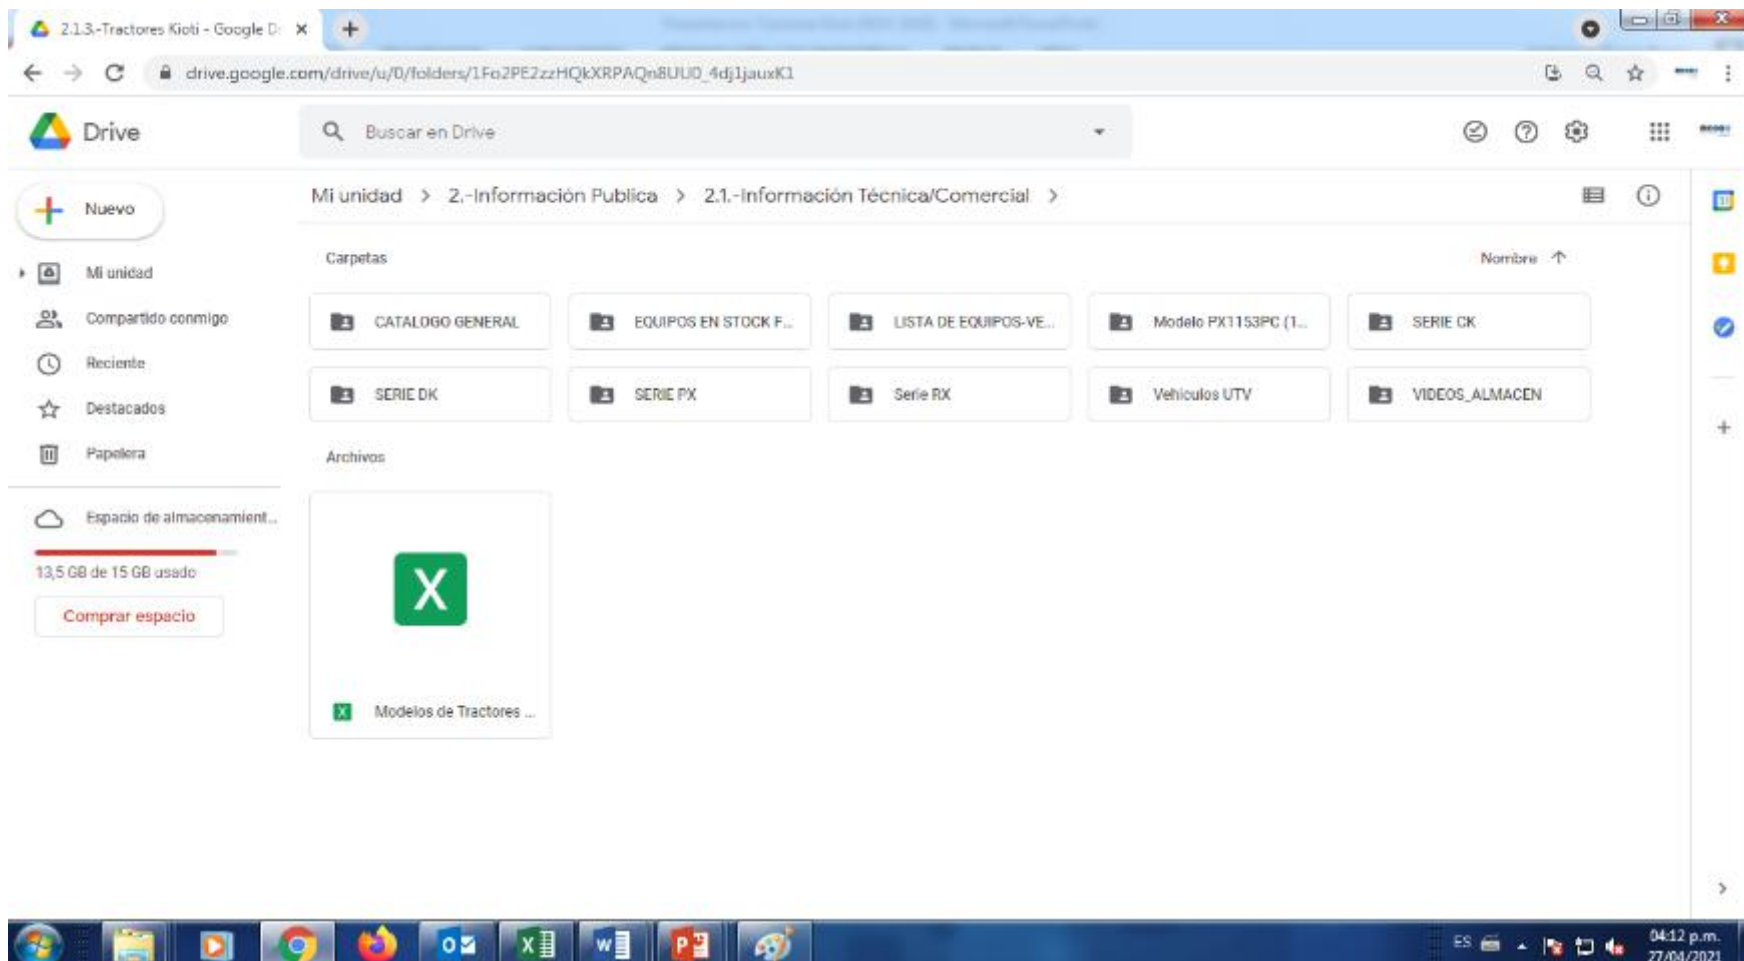 2.1.3.-Tractores Kioti - Google D
drive.google.com/drive/u/0/folders/1Fo2PE2zzHQkXRPAQn8UU0_4dj1jauxK1
Drive
Buscar en Drive
Nuevo
Mi unidad > 2.-Información Publica > 2.1.-Información Técnica/Comercial >
Mi unidad
Compartido conmigo
Reciente
Destacados
Papelera
Espacio de almacenamient...
13,5 GB de 15 GB usado
Comprar espacio
Carpetas
Nombre
CATALOGO GENERAL
EQUIPOS EN STOCK F...
LISTA DE EQUIPOS-VE...
Modelo PX1153PC (1...
SERIE CK
SERIE DK
SERIE PX
Serie RX
Vehiculos UTV
VIDEOS_ALMACEN
Archivos
X
Modelos de Tractores ...
ES
04:12 p.m.
27/04/2021